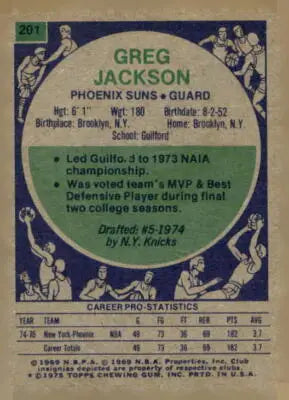 201
GREG
JACKSON
PHOENIX SUNS • GUARD
Hgt: 6' 1" Wgt: 180 Birthdate: 8-2-52
Birthplace: Brooklyn, N.Y. Home: Brooklyn, N.Y.
School: Guilford
• Led Guilford to 1973 NAIA
championship.
• Was voted team's MVP & Best
Defensive Player during final
two college seasons.
Drafted: #5-1974
by N.Y. Knicks
CAREER PRO-STATISTICS
YEAR TEAM G FG FT REB PTS AVG
74-75 New York-Phoenix NBA 49 73 36 69 182 3.7
Career Totals 49 73 36 69 182 3.7
© 1969 N.B.P.A. © 1969 N.B.A. Properties, Inc. Club
insignias depicted are property of respective clubs.
* © 1975 TOPPS CHEWING GUM, INC. PRTD. IN U.S.A.